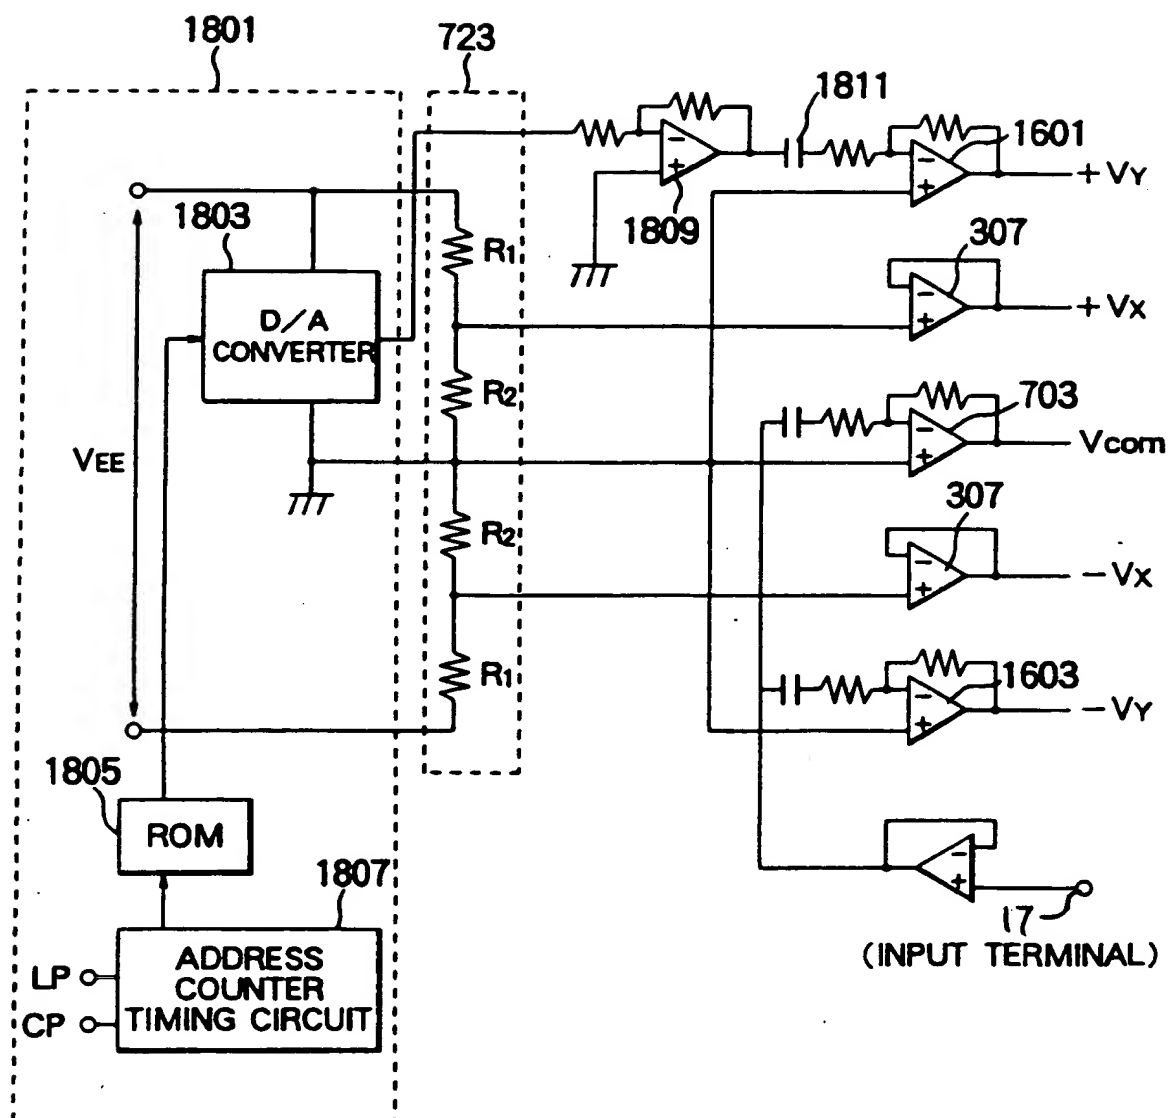 1801
723
1811
1601
+VY
1803
1809
307
R1
D/A
CONVERTER
+VX
R2
703
VEE
Vcom
307
R2
-VX
R1
1603
-VY
1805
ROM
1807
17
(INPUT TERMINAL)
ADDRESS
COUNTER
TIMING CIRCUIT
LP
CP